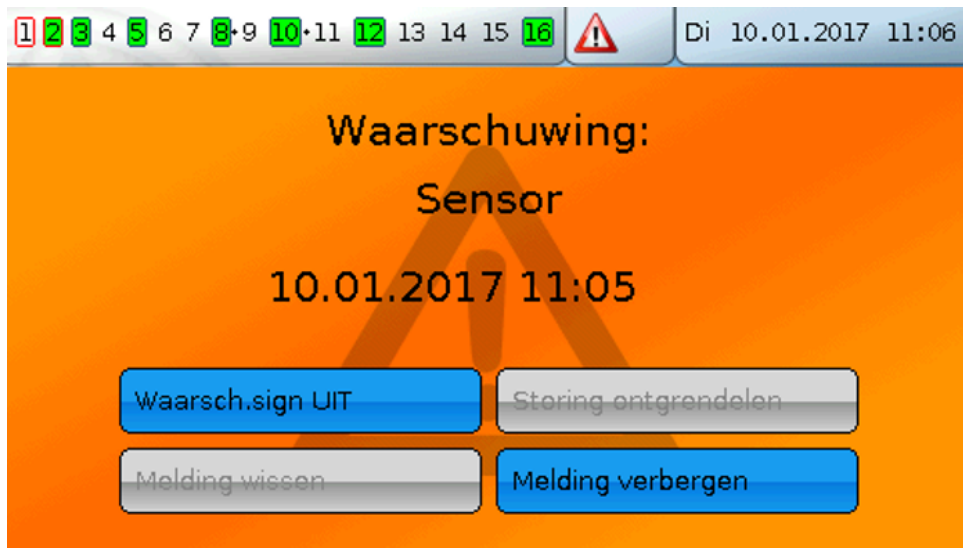 1 2 3 4 5 6 7 8·9 10·11 12 13 14 15 16 Di 10.01.2017 11:06
Waarschuwing:
Sensor
10.01.2017 11:05
Waarsch.sign UIT Storing ontgrendelen
Melding wissen Melding verbergen